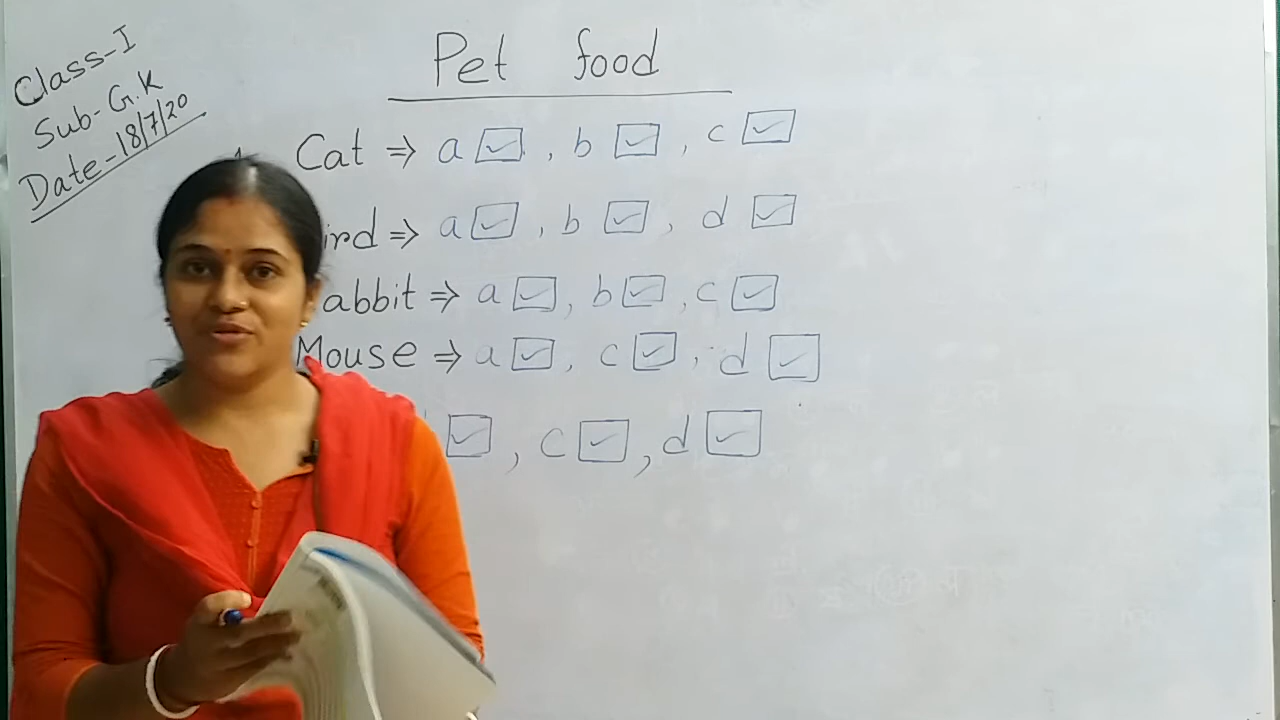 Class-I
Sub-G.K
Date-18/7/20
Pet food
Cat ⇒ a ☑, b ☑, c ☑
ird ⇒ a ☑, b ☑, d ☑
abbit ⇒ a ☑, b ☑, c ☑
Mouse ⇒ a ☑, c ☑, d ☑
☑, c ☑, d ☑